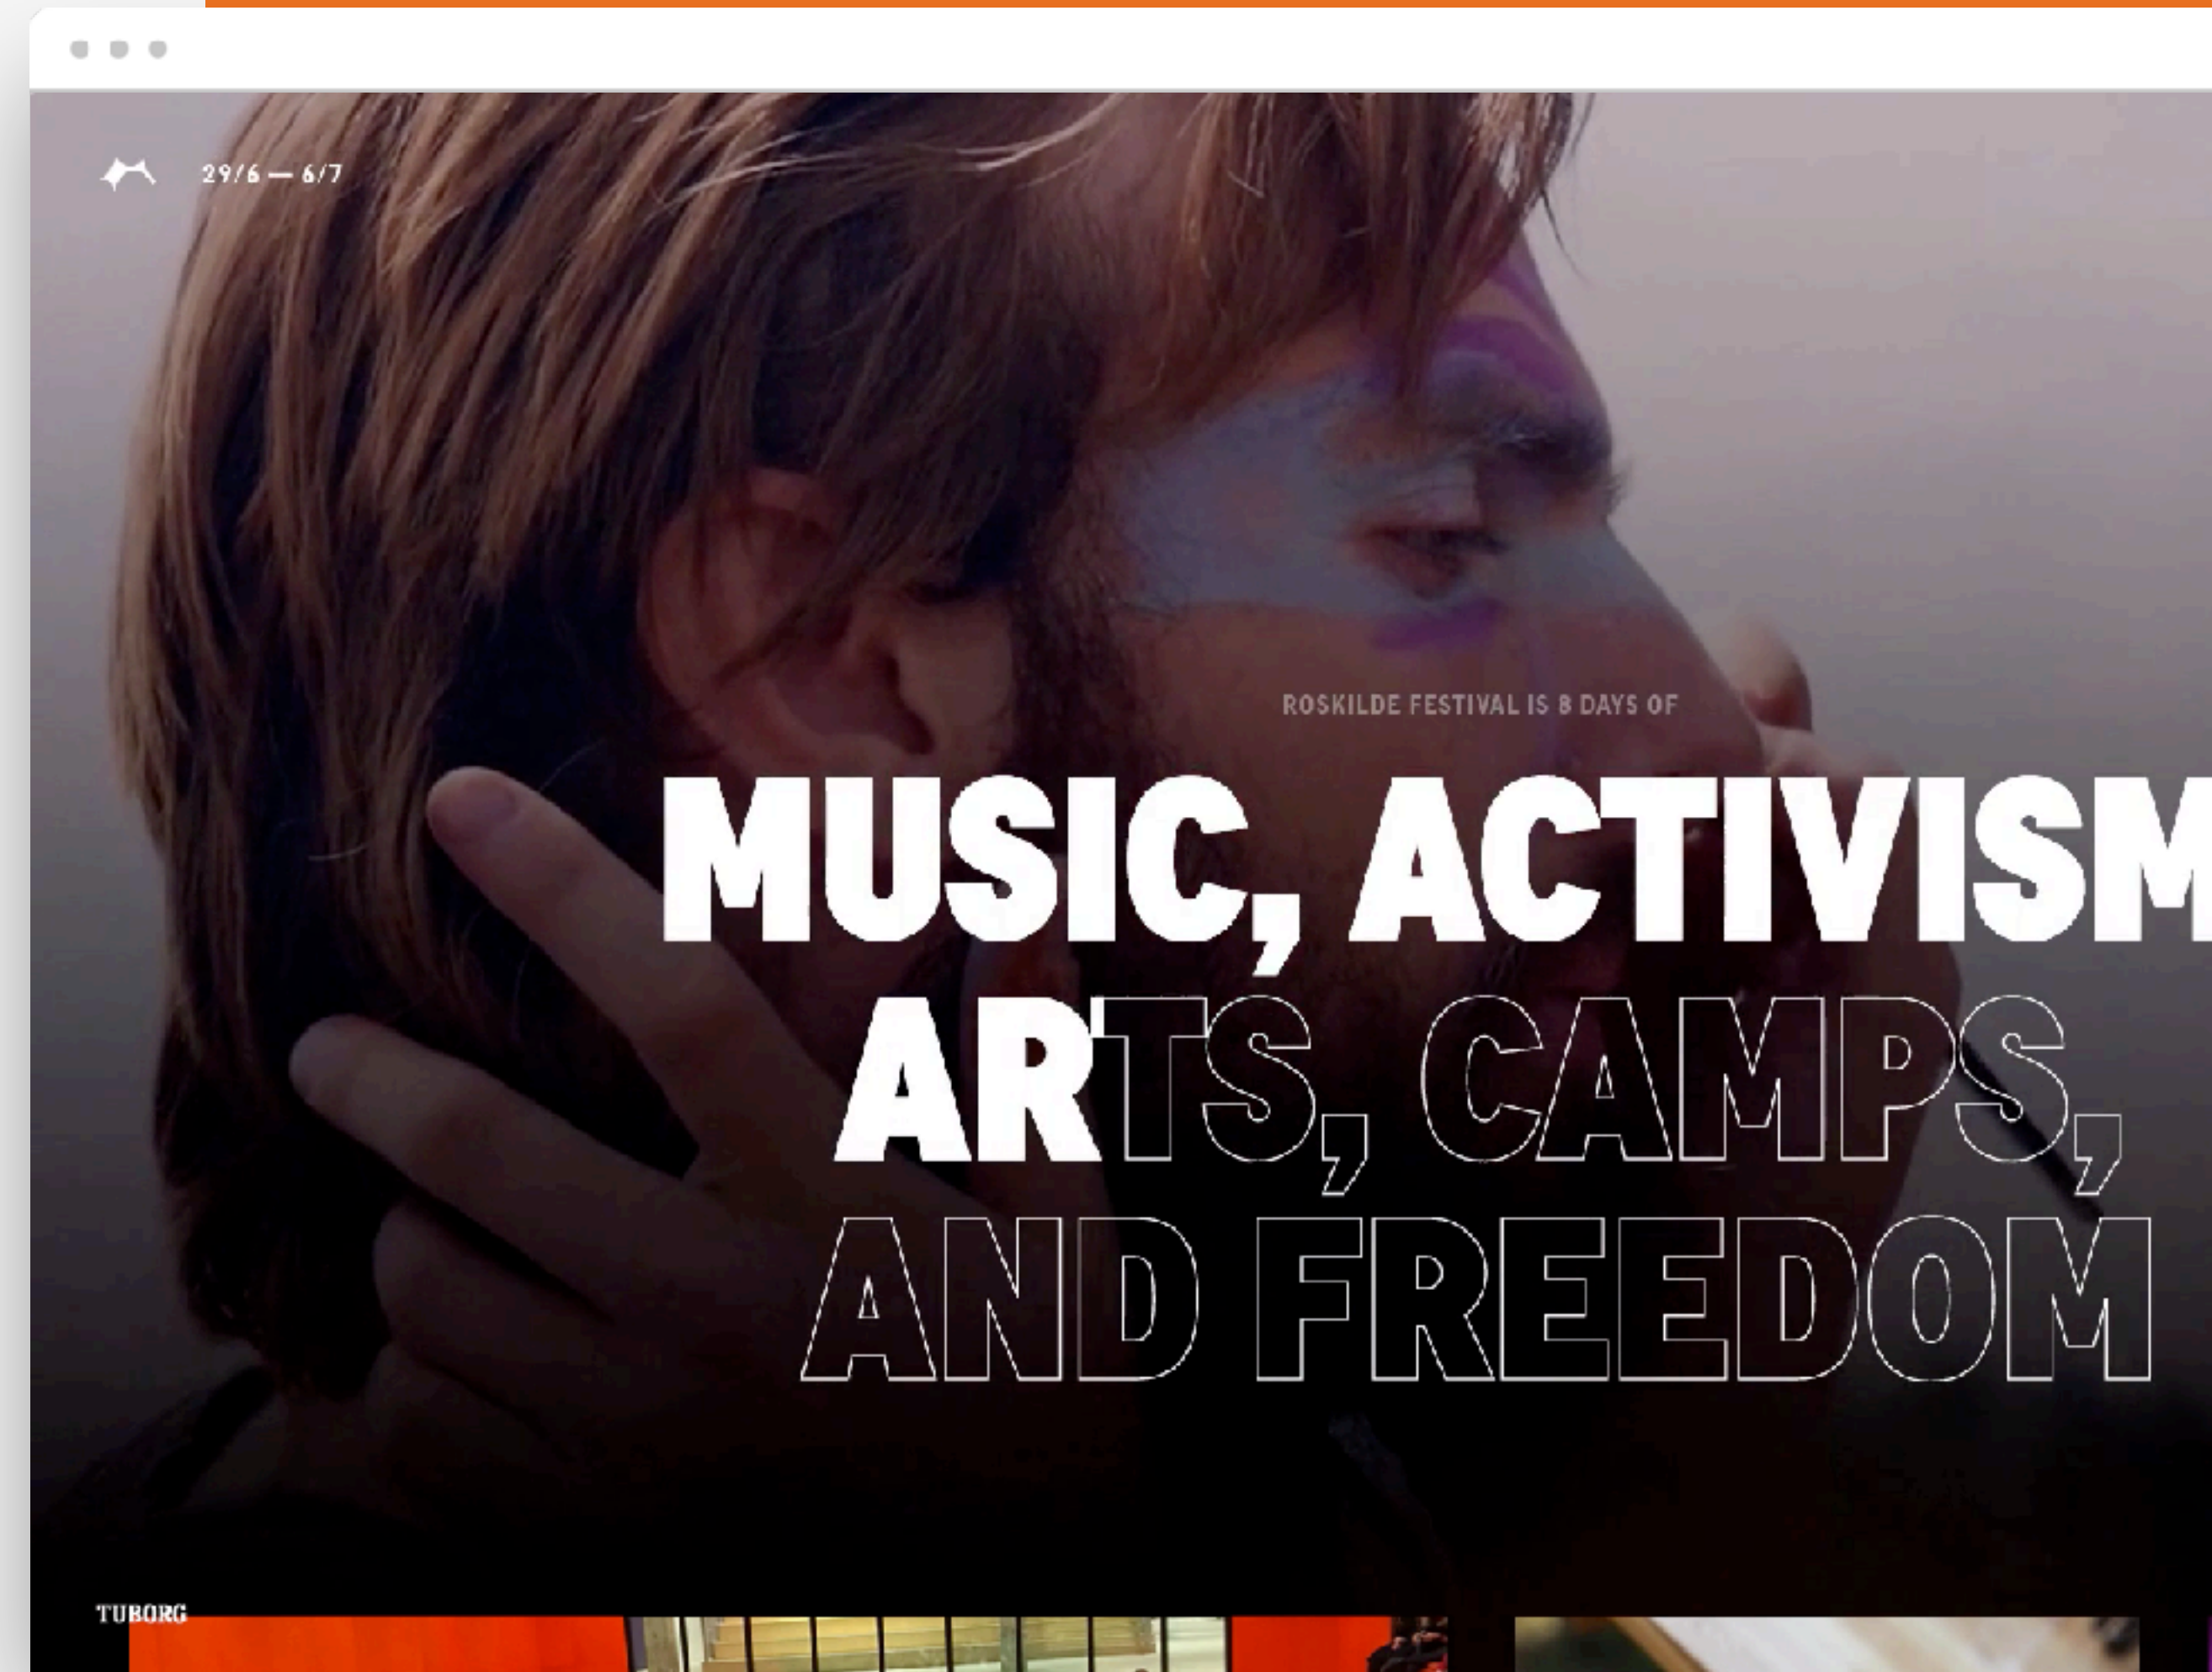 29/6 — 6/7
ROSKILDE FESTIVAL IS 8 DAYS OF
MUSIC, ACTIVISM
ARTS, CAMPS,
AND FREEDOM
TUBORG